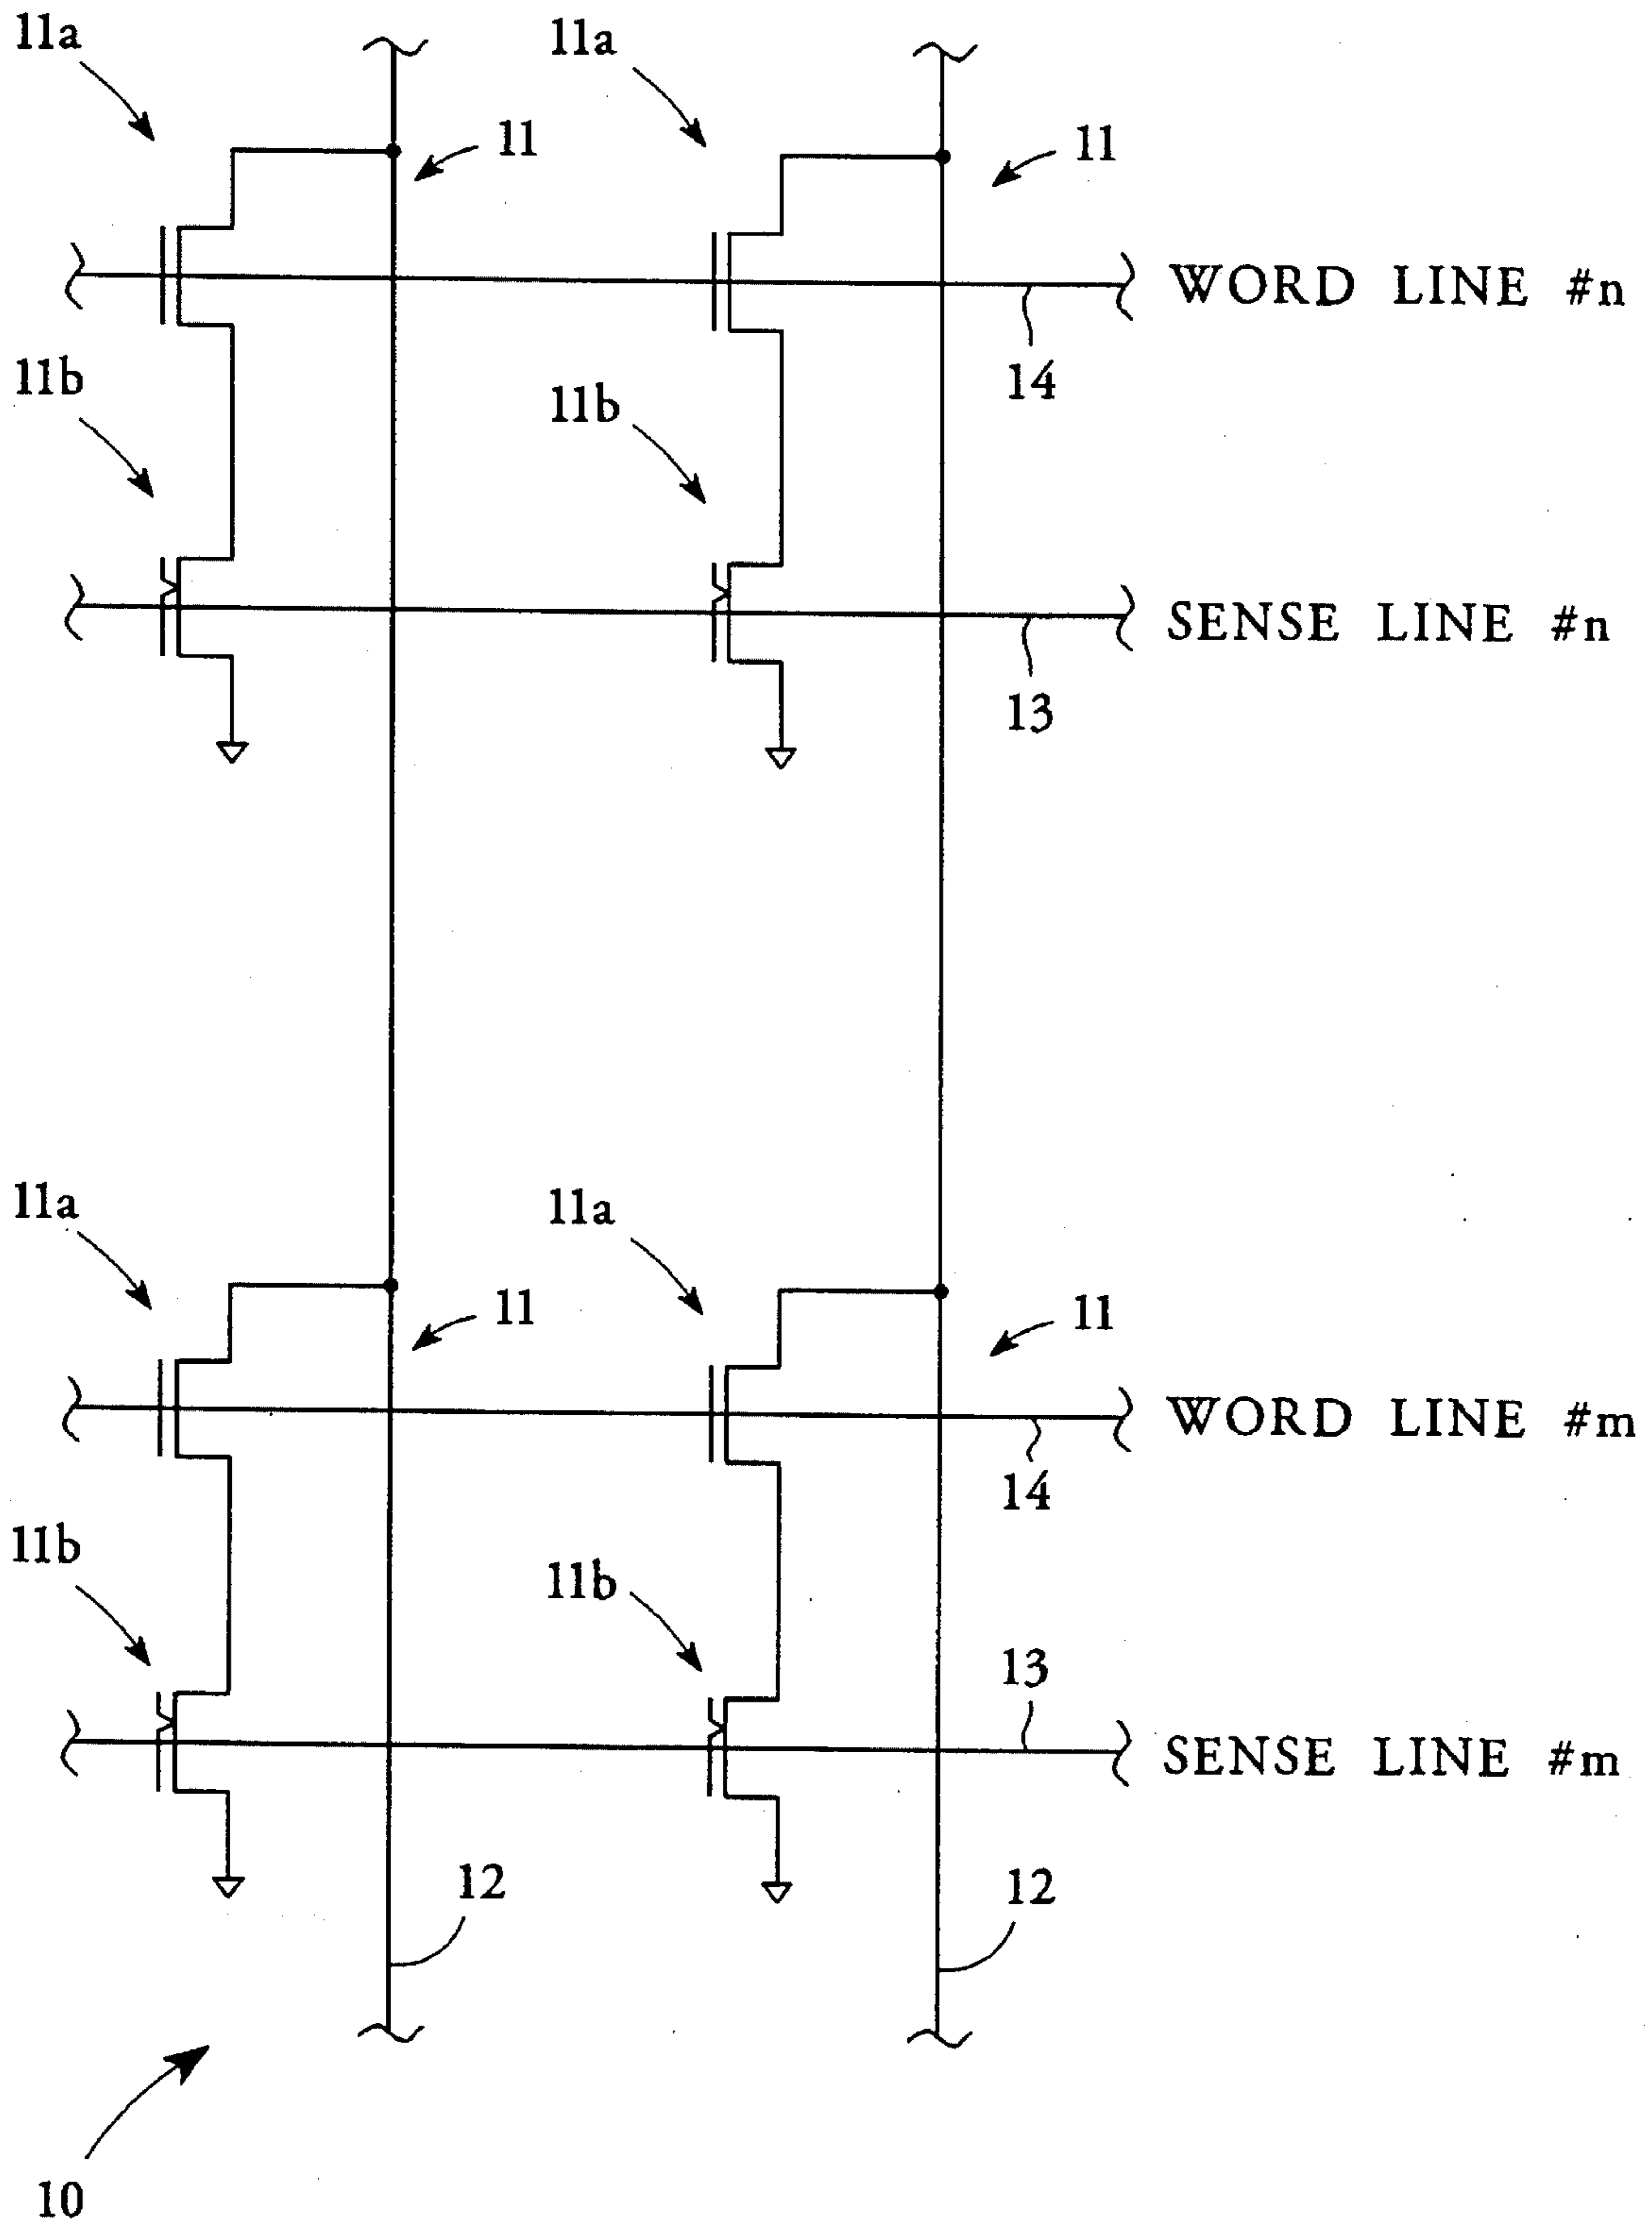 11a
11a
11
11
WORD LINE #n
14
11b
11b
SENSE LINE #n
13
11a
11a
11
11
WORD LINE #m
14
11b
11b
13
SENSE LINE #m
12
12
10